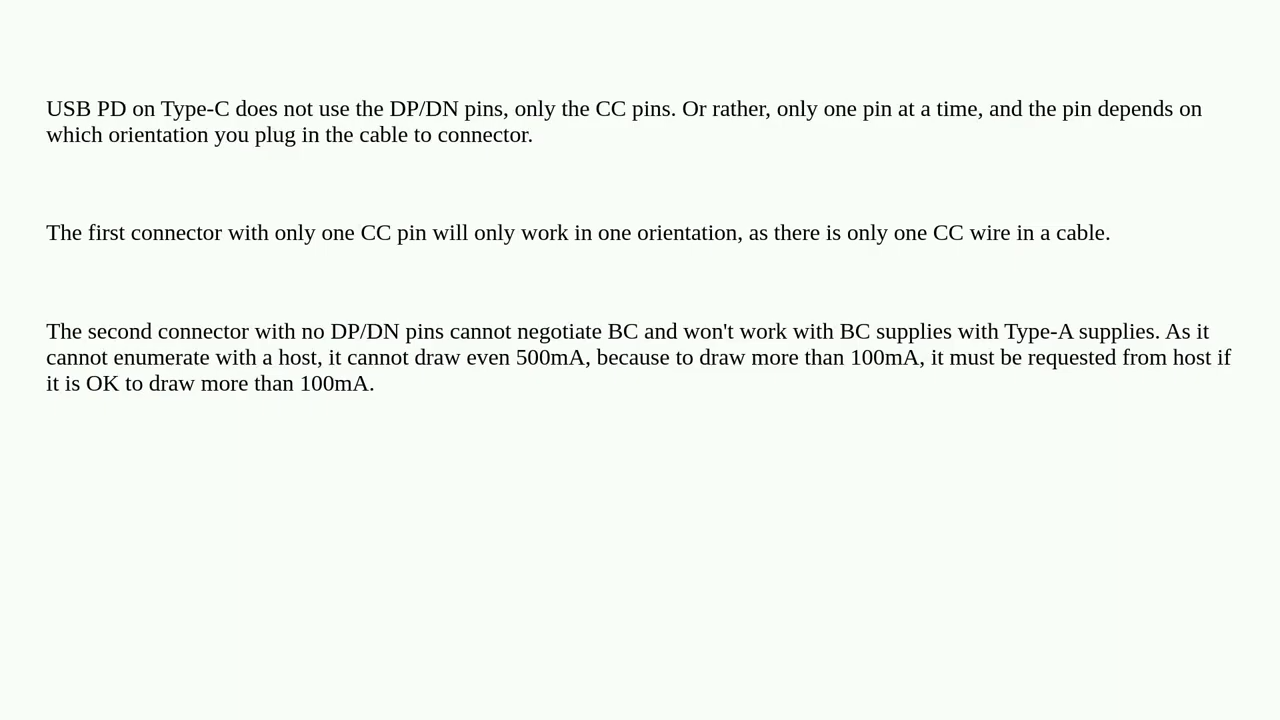 USB PD on Type-C does not use the DP/DN pins, only the CC pins. Or rather, only one pin at a time, and the pin depends on
which orientation you plug in the cable to connector.
The first connector with only one CC pin will only work in one orientation, as there is only one CC wire in a cable.
The second connector with no DP/DN pins cannot negotiate BC and won't work with BC supplies with Type-A supplies. As it
cannot enumerate with a host, it cannot draw even 500mA, because to draw more than 100mA, it must be requested from host if
it is OK to draw more than 100mA.